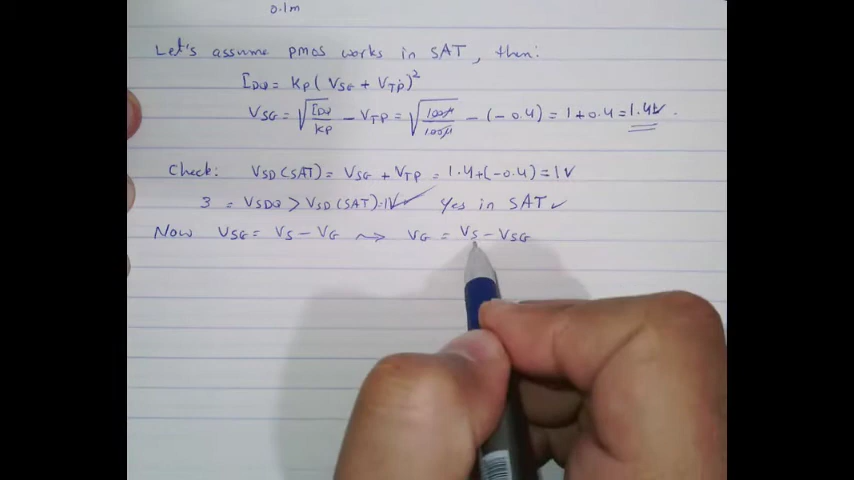 0.1m
Let's assume pmos works in SAT, then:
IDQ = KP(VSG + VTP)²
VSG = √(IDQ/KP) - VTP = √(100μ/100μ) - (-0.4) = 1 + 0.4 = 1.4V.
Check: VSD(SAT) = VSG + VTP = 1.4+(-0.4) = 1V
3 = VSDQ > VSD(SAT)=1V ✓ Yes in SAT ✓
Now VSG = VS - VG ⇝ VG = VS - VSG